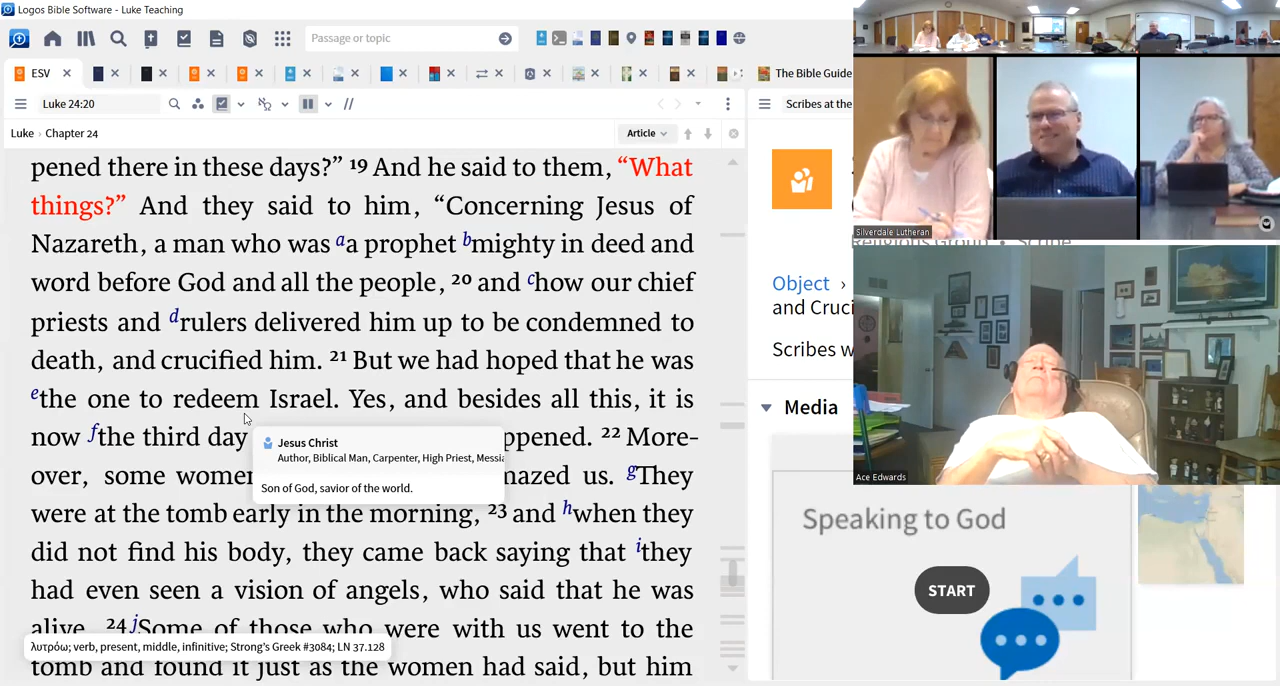 Logos Bible Software - Luke Teaching
Passage or topic
ESV
The Bible Guide
Luke 24:20
Scribes at the
Luke › Chapter 24
Article
pened there in these days?” 19 And he said to them, “What
things?” And they said to him, “Concerning Jesus of
Nazareth, a man who was a a prophet b mighty in deed and
word before God and all the people, 20 and c how our chief
priests and d rulers delivered him up to be condemned to
death, and crucified him. 21 But we had hoped that he was
e the one to redeem Israel. Yes, and besides all this, it is
now f the third day ppened. 22 More-
over, some women mazed us. g They
were at the tomb early in the morning, 23 and h when they
did not find his body, they came back saying that i they
had even seen a vision of angels, who said that he was
alive. 24 j Some of those who were with us went to the
tomb and found it just as the women had said, but him
Jesus Christ
Author, Biblical Man, Carpenter, High Priest, Messia
Son of God, savior of the world.
λυτρόω; verb, present, middle, infinitive; Strong’s Greek #3084; LN 37.128
Silverdale Lutheran
Religious Group • Scribe
Object ›
and Cruci
Scribes w
Media
Ace Edwards
Speaking to God
START